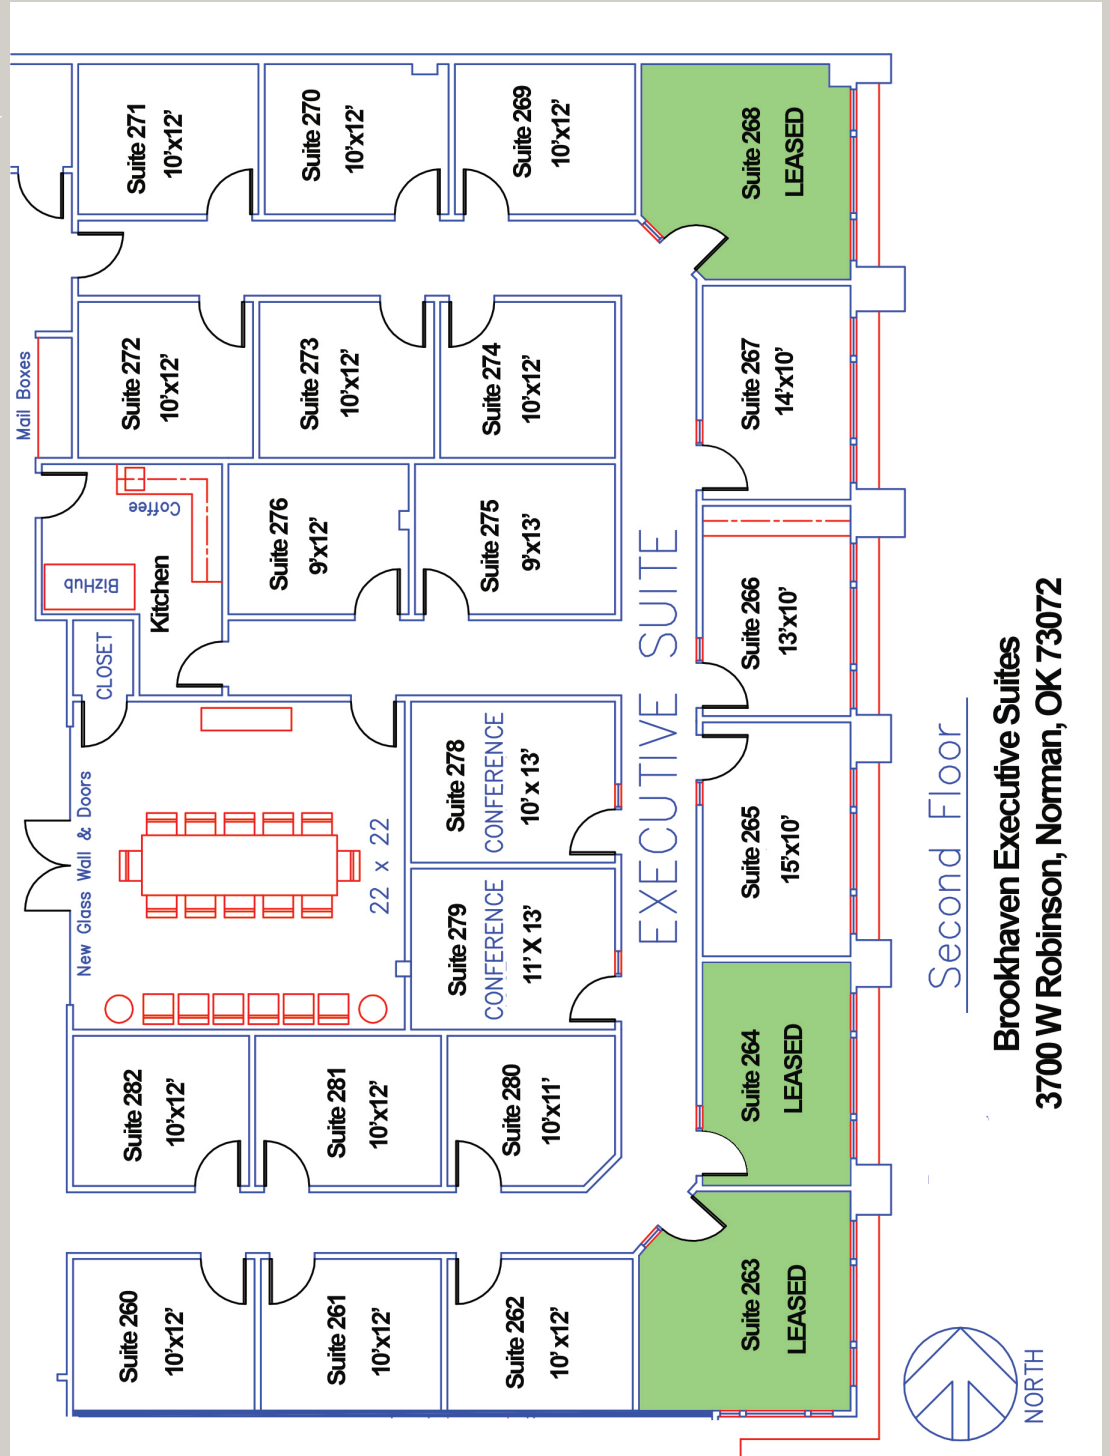 Mail Boxes
Suite 271
10'x12'
Suite 270
10'x12'
Suite 269
10'x12'
Suite 268
LEASED
Suite 272
10'x12'
Suite 273
10'x12'
Suite 274
10'x12'
Suite 267
14'x10'
Coffee
BizHub
Kitchen
Suite 276
9'x12'
Suite 275
9'x13'
Suite 266
13'x10'
CLOSET
New Glass Wall & Doors
22 x 22
Suite 278
CONFERENCE
10' x 13'
Suite 279
CONFERENCE
11' X 13'
EXECUTIVE SUITE
Suite 265
15'x10'
Suite 282
10'x12'
Suite 281
10'x12'
Suite 280
10'x11'
Suite 264
LEASED
Suite 260
10'x12'
Suite 261
10'x12'
Suite 262
10' x12'
Suite 263
LEASED
Second Floor
Brookhaven Executive Suites
3700 W Robinson, Norman, OK 73072
NORTH